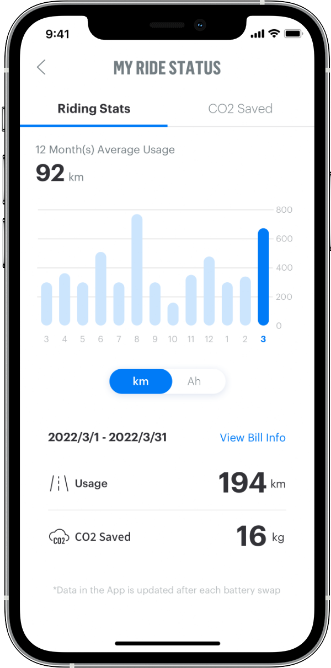 9:41
MY RIDE STATUS
Riding Stats CO2 Saved
12 Month(s) Average Usage
92 km
800
600
400
200
0
3 4 5 6 7 8 9 10 11 12 1 2 3
km Ah
2022/3/1 - 2022/3/31 View Bill Info
Usage 194 km
CO2 CO2 Saved 16 kg
*Data in the App is updated after each battery swap